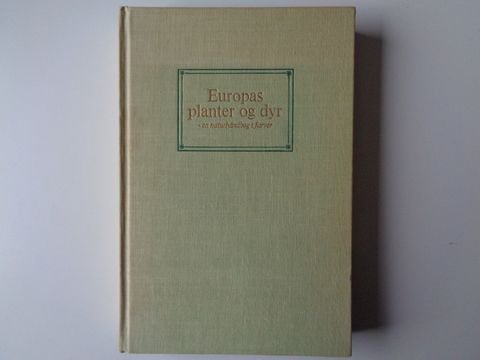 Europas
planter og dyr
- en naturhåndbog i farver